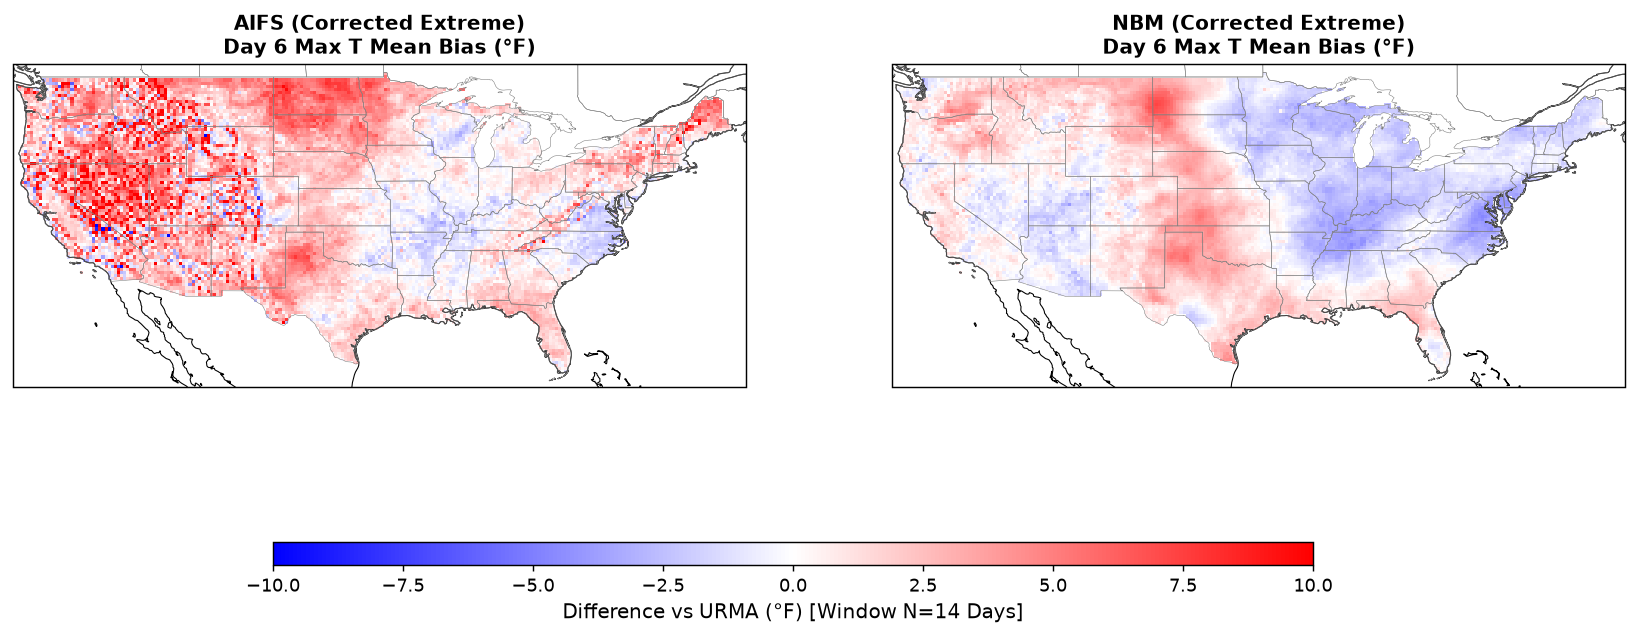 AIFS (Corrected Extreme)
Day 6 Max T Mean Bias (°F)
NBM (Corrected Extreme)
Day 6 Max T Mean Bias (°F)
−10.0 −7.5 −5.0 −2.5 0.0 2.5 5.0 7.5 10.0
Difference vs URMA (°F) [Window N=14 Days]